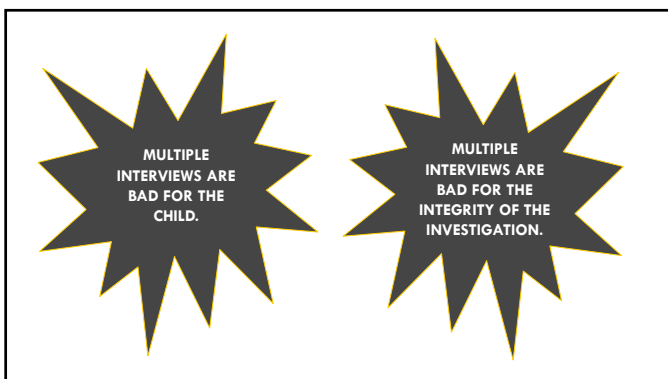 MULTIPLE
INTERVIEWS ARE
BAD FOR THE
CHILD.
MULTIPLE
INTERVIEWS ARE
BAD FOR THE
INTEGRITY OF THE
INVESTIGATION.